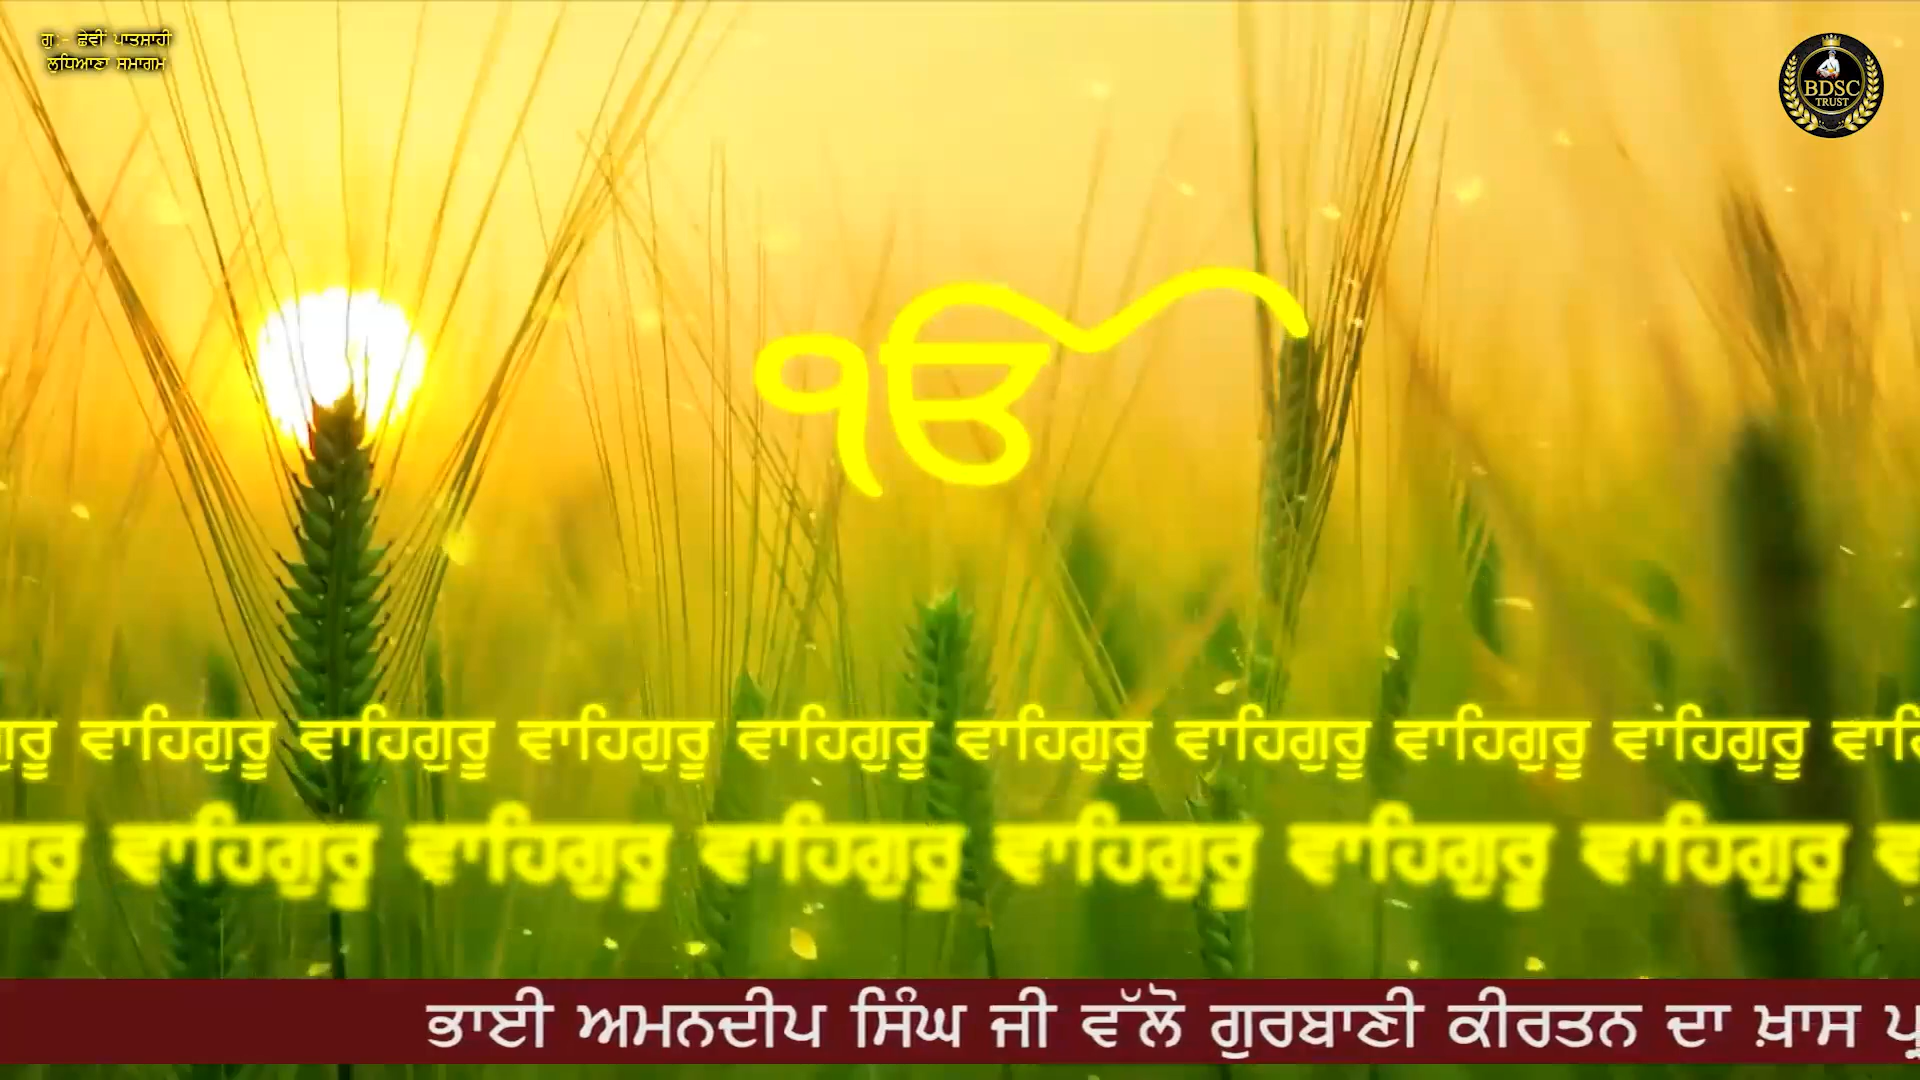 ਗੁ:- ਛੇਵੀਂ ਪਾਤਸ਼ਾਹੀ
ਲੁਧਿਆਣਾ ਸਮਾਗਮ
BDSC
TRUST
ੴ
ਗੁਰੂ ਵਾਹਿਗੁਰੂ ਵਾਹਿਗੁਰੂ ਵਾਹਿਗੁਰੂ ਵਾਹਿਗੁਰੂ ਵਾਹਿਗੁਰੂ ਵਾਹਿਗੁਰੂ ਵਾਹਿਗੁਰੂ ਵਾਹਿਗੁਰੂ ਵਾਹਿ
ਗੁਰੂ ਵਾਹਿਗੁਰੂ ਵਾਹਿਗੁਰੂ ਵਾਹਿਗੁਰੂ ਵਾਹਿਗੁਰੂ ਵਾਹਿਗੁਰੂ ਵਾਹਿਗੁਰੂ ਵ
ਭਾਈ ਅਮਨਦੀਪ ਸਿੰਘ ਜੀ ਵੱਲੋ ਗੁਰਬਾਣੀ ਕੀਰਤਨ ਦਾ ਖ਼ਾਸ ਪ੍ਰ